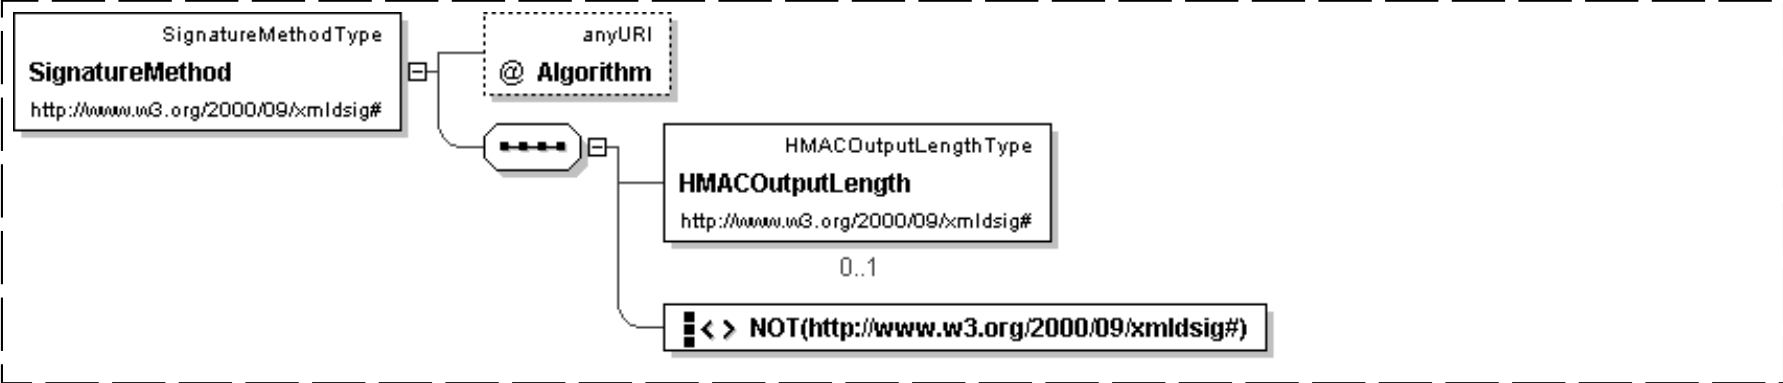 SignatureMethodType
SignatureMethod
http://www.w3.org/2000/09/xmldsig#
anyURI
@ Algorithm
HMACOutputLengthType
HMACOutputLength
http://www.w3.org/2000/09/xmldsig#
0..1
<> NOT(http://www.w3.org/2000/09/xmldsig#)